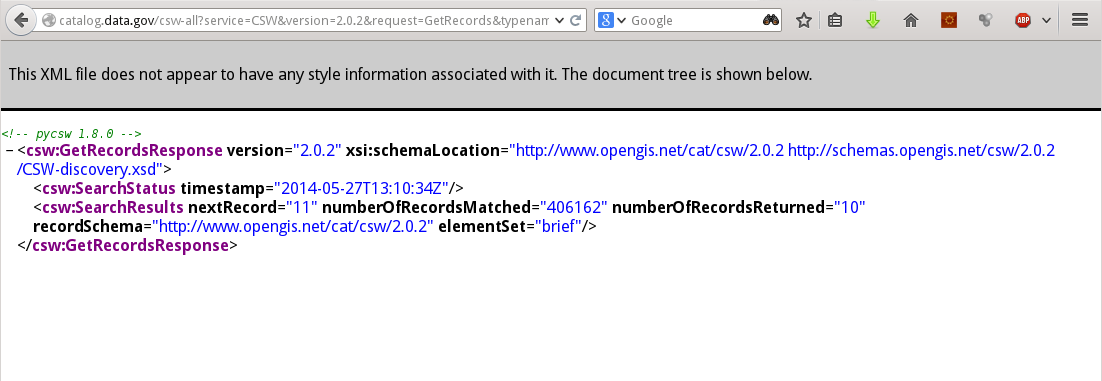 catalog.data.gov/csw-all?service=CSW&version=2.0.2&request=GetRecords&typenam
Google
ABP
This XML file does not appear to have any style information associated with it. The document tree is shown below.
<!-- pycsw 1.8.0 -->
−<csw:GetRecordsResponse version="2.0.2" xsi:schemaLocation="http://www.opengis.net/cat/csw/2.0.2 http://schemas.opengis.net/csw/2.0.2
/CSW-discovery.xsd">
<csw:SearchStatus timestamp="2014-05-27T13:10:34Z"/>
<csw:SearchResults nextRecord="11" numberOfRecordsMatched="406162" numberOfRecordsReturned="10"
recordSchema="http://www.opengis.net/cat/csw/2.0.2" elementSet="brief"/>
</csw:GetRecordsResponse>